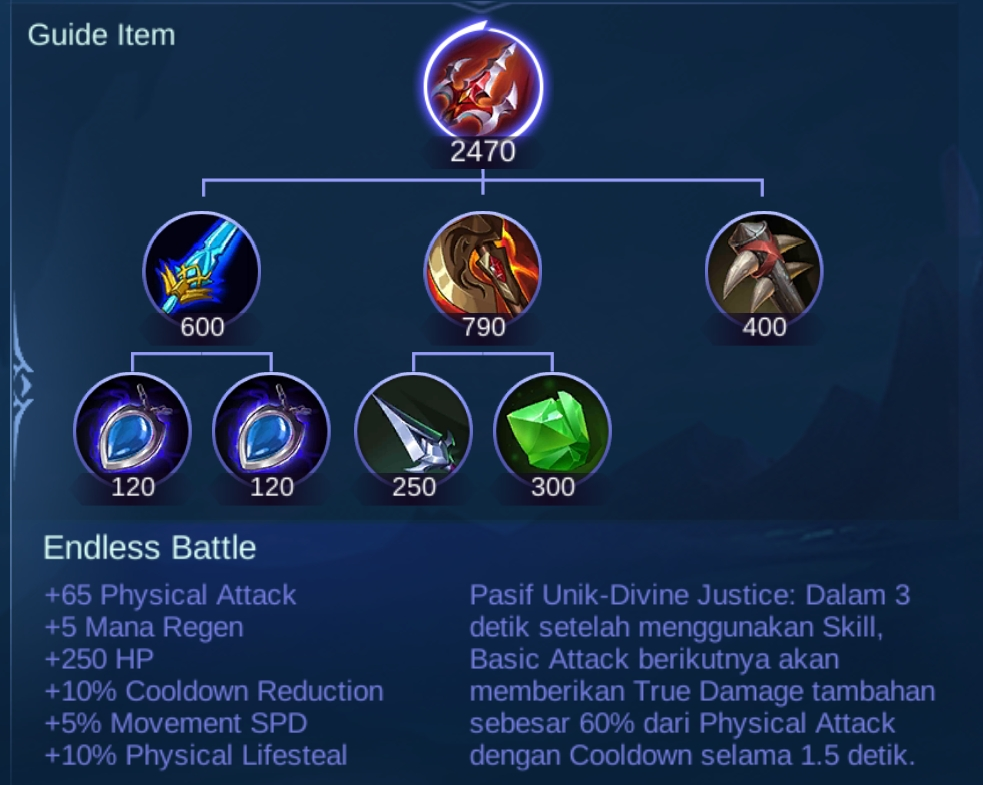 Guide Item
2470
600
790
400
120
120
250
300
Endless Battle
+65 Physical Attack
+5 Mana Regen
+250 HP
+10% Cooldown Reduction
+5% Movement SPD
+10% Physical Lifesteal
Pasif Unik-Divine Justice: Dalam 3
detik setelah menggunakan Skill,
Basic Attack berikutnya akan
memberikan True Damage tambahan
sebesar 60% dari Physical Attack
dengan Cooldown selama 1.5 detik.